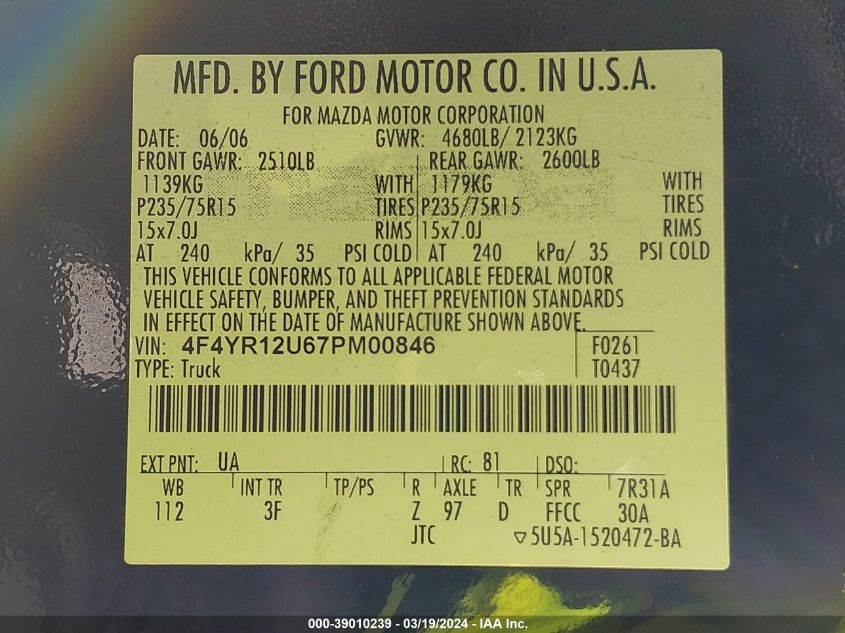 MFD. BY FORD MOTOR CO. IN U.S.A.
FOR MAZDA MOTOR CORPORATION
DATE: 06/06 GVWR: 4680LB/ 2123KG
FRONT GAWR: 2510LB REAR GAWR: 2600LB
1139KG WITH 1179KG WITH
P235/75R15 TIRES P235/75R15 TIRES
15x7.0J RIMS 15x7.0J RIMS
AT 240 kPa/ 35 PSI COLD AT 240 kPa/ 35 PSI COLD
THIS VEHICLE CONFORMS TO ALL APPLICABLE FEDERAL MOTOR
VEHICLE SAFETY, BUMPER, AND THEFT PREVENTION STANDARDS
IN EFFECT ON THE DATE OF MANUFACTURE SHOWN ABOVE.
VIN: 4F4YR12U67PM00846 F0261
TYPE: Truck T0437
EXT PNT: UA RC: 81 DSO:
WB INT TR TP/PS R AXLE TR SPR 7R31A
112 3F Z 97 D FFCC 30A
JTC ▽5U5A-1520472-BA
000-39010239 - 03/19/2024 - IAA Inc.